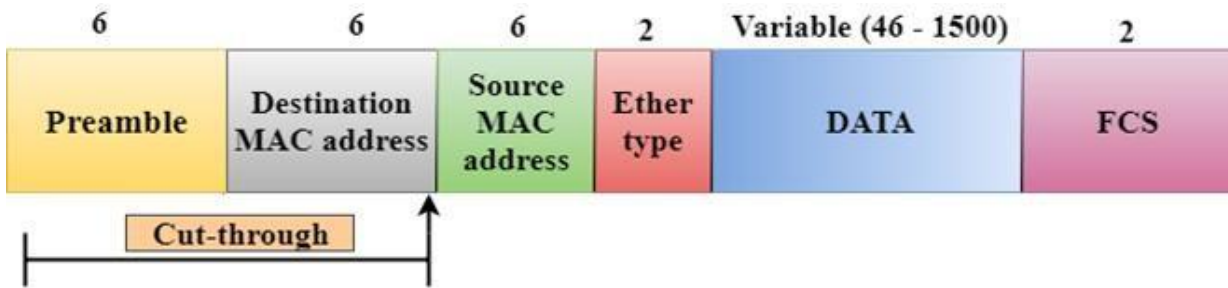 6 6 6 2 Variable (46 - 1500) 2
Preamble
Destination
MAC address
Source
MAC
address
Ether
type
DATA
FCS
Cut-through